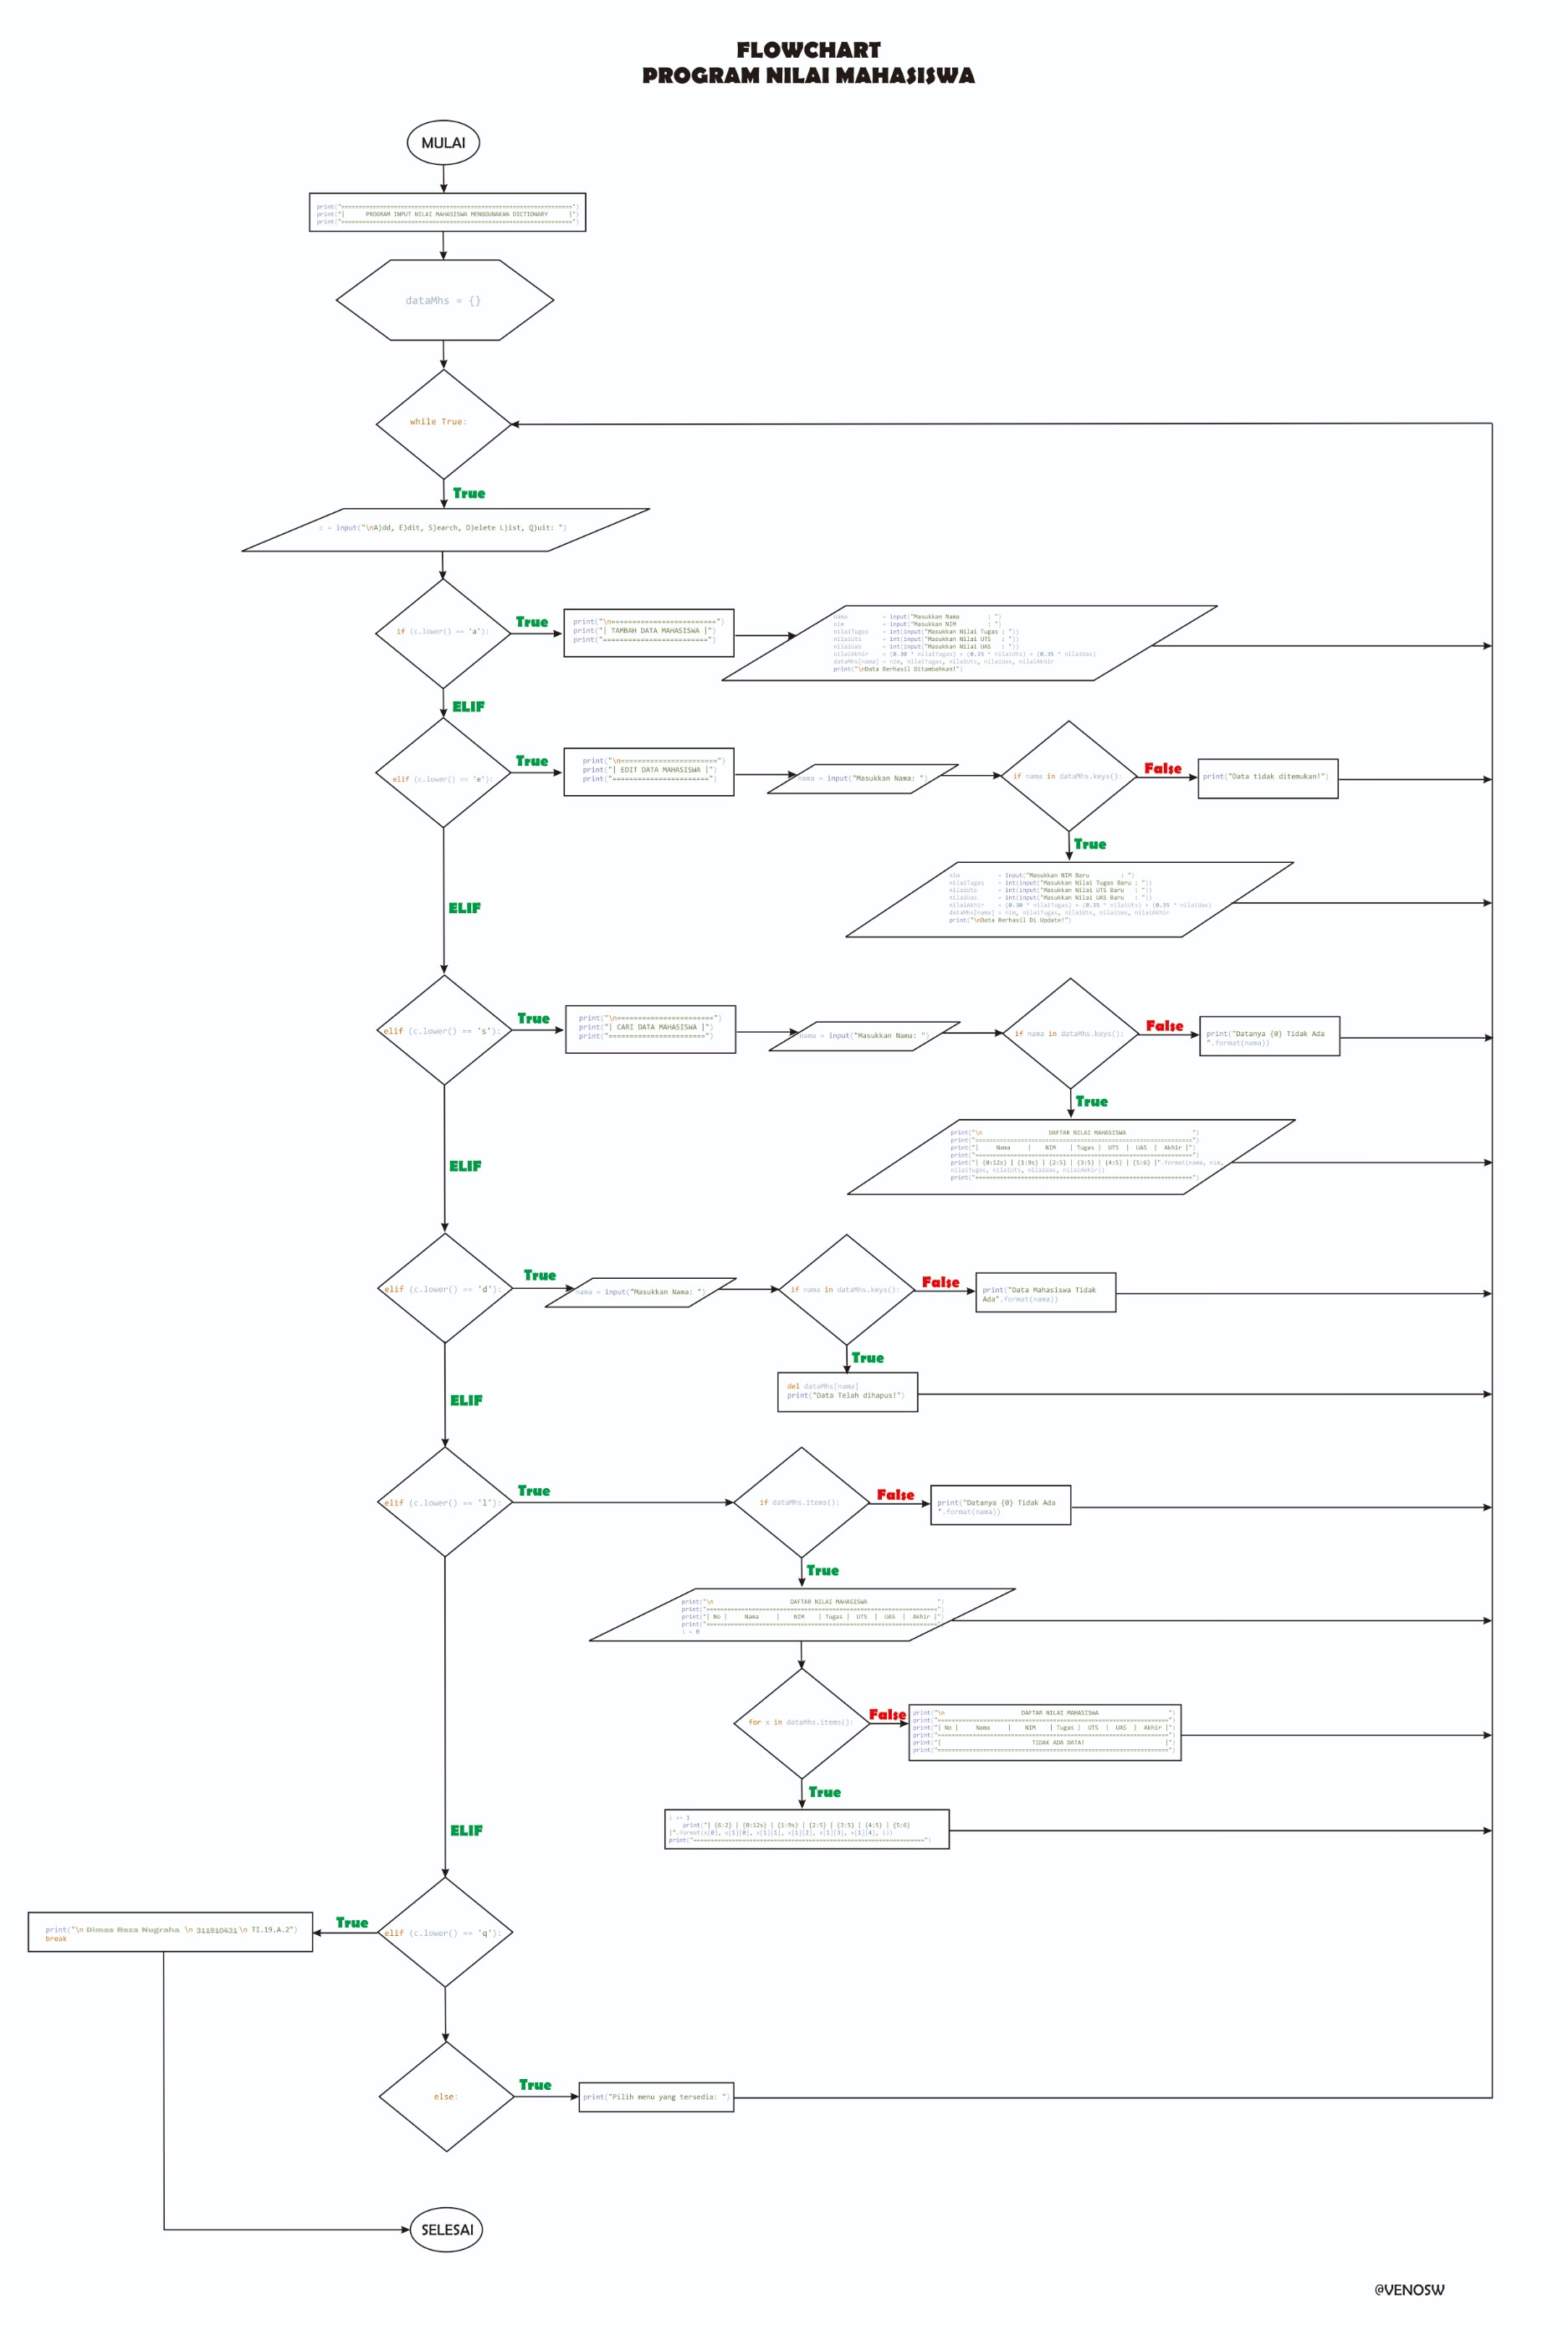 FLOWCHART
PROGRAM NILAI MAHASISWA
MULAI
print("==================================================================")
print("|      PROGRAM INPUT NILAI MAHASISWA MENGGUNAKAN DICTIONARY      |")
print("==================================================================")
dataMhs = {}
while True:
True
c = input("\nA)dd, E)dit, S)earch, D)elete L)ist, Q)uit: ")
if (c.lower() == 'a'):
True
print("\n=========================")
print("| TAMBAH DATA MAHASISWA |")
print("=========================")
nama          = input("Masukkan Nama        : ")
nim           = input("Masukkan NIM         : ")
nilaiTugas    = int(input("Masukkan Nilai Tugas : "))
nilaiUts      = int(input("Masukkan Nilai UTS   : "))
nilaiUas      = int(input("Masukkan Nilai UAS   : "))
nilaiAkhir    = (0.30 * nilaiTugas) + (0.35 * nilaiUts) + (0.35 * nilaiUas)
dataMhs[nama] = nim, nilaiTugas, nilaiUts, nilaiUas, nilaiAkhir
print("\nData Berhasil Ditambahkan!")
ELIF
elif (c.lower() == 'e'):
True
print("\n=======================")
print("| EDIT DATA MAHASISWA |")
print("=======================")
nama = input("Masukkan Nama: ")
if nama in dataMhs.keys():
False
print("Data tidak ditemukan!")
True
nim           = input("Masukkan NIM Baru         : ")
nilaiTugas    = int(input("Masukkan Nilai Tugas Baru : "))
nilaiUts      = int(input("Masukkan Nilai UTS Baru   : "))
nilaiUas      = int(input("Masukkan Nilai UAS Baru   : "))
nilaiAkhir    = (0.30 * nilaiTugas) + (0.35 * nilaiUts) + (0.35 * nilaiUas)
dataMhs[nama] = nim, nilaiTugas, nilaiUts, nilaiUas, nilaiAkhir
print("\nData Berhasil Di Update!")
ELIF
elif (c.lower() == 's'):
True
print("\n=======================")
print("| CARI DATA MAHASISWA |")
print("=======================")
nama = input("Masukkan Nama: ")
if nama in dataMhs.keys():
False
print("Datanya {0} Tidak Ada
".format(nama))
True
print("\n                   DAFTAR NILAI MAHASISWA                   ")
print("==============================================================")
print("|     Nama     |    NIM    | Tugas |  UTS  |  UAS  |  Akhir |")
print("==============================================================")
print("| {0:12s} | {1:9s} | {2:5} | {3:5} | {4:5} | {5:6} |".format(nama, nim,
nilaiTugas, nilaiUts, nilaiUas, nilaiAkhir))
print("==============================================================")
ELIF
elif (c.lower() == 'd'):
True
nama = input("Masukkan Nama: ")
if nama in dataMhs.keys():
False
print("Data Mahasiswa Tidak
Ada".format(nama))
True
del dataMhs[nama]
print("Data Telah dihapus!")
ELIF
elif (c.lower() == 'l'):
True
if dataMhs.items():
False
print("Datanya {0} Tidak Ada
".format(nama))
True
print("\n                      DAFTAR NILAI MAHASISWA                    ")
print("==================================================================")
print("| No |     Nama     |    NIM    | Tugas |  UTS  |  UAS  |  Akhir |")
print("==================================================================")
i = 0
for x in dataMhs.items():
False
print("\n                      DAFTAR NILAI MAHASISWA                    ")
print("==================================================================")
print("| No |     Nama     |    NIM    | Tugas |  UTS  |  UAS  |  Akhir |")
print("==================================================================")
print("|                          TIDAK ADA DATA!                       |")
print("==================================================================")
True
i += 1
print("| {6:2} | {0:12s} | {1:9s} | {2:5} | {3:5} | {4:5} | {5:6}
|".format(x[0], x[1][0], x[1][1], x[1][2], x[1][3], x[1][4], i))
print("==================================================================")
ELIF
elif (c.lower() == 'q'):
True
print("\n Dimas Reza Nugraha \n 311910431 \n TI.19.A.2")
break
else:
True
print("Pilih menu yang tersedia: ")
SELESAI
@VENOSW